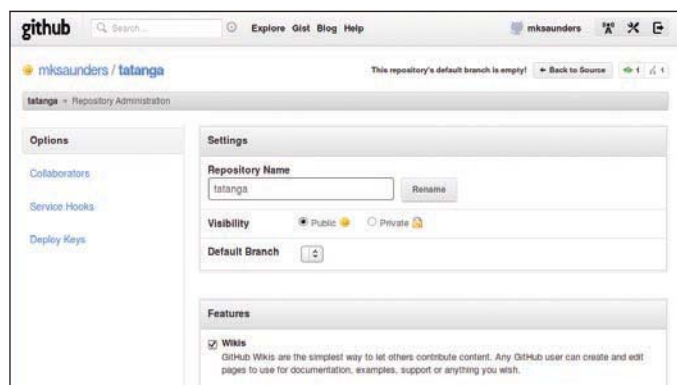 github Search... Explore Gist Blog Help mksaunders
mksaunders / tatanga This repository's default branch is empty! Back to Source 1 1
tatanga » Repository Administration
Options
Collaborators
Service Hooks
Deploy Keys
Settings
Repository Name
tatanga Rename
Visibility Public Private
Default Branch
Features
Wikis
GitHub Wikis are the simplest way to let others contribute content. Any GitHub user can create and edit
pages to use for documentation, examples, support or anything you wish.